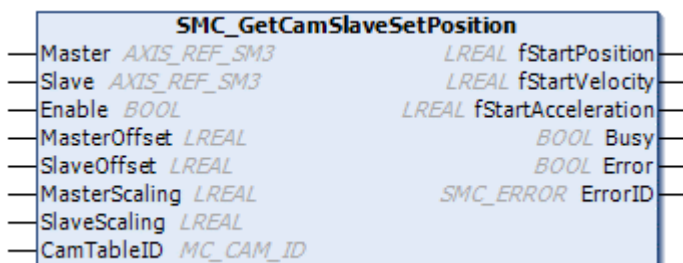 SMC_GetCamSlaveSetPosition
Master AXIS_REF_SM3 LREAL fStartPosition
Slave AXIS_REF_SM3 LREAL fStartVelocity
Enable BOOL LREAL fStartAcceleration
MasterOffset LREAL BOOL Busy
SlaveOffset LREAL BOOL Error
MasterScaling LREAL SMC_ERROR ErrorID
SlaveScaling LREAL
CamTableID MC_CAM_ID